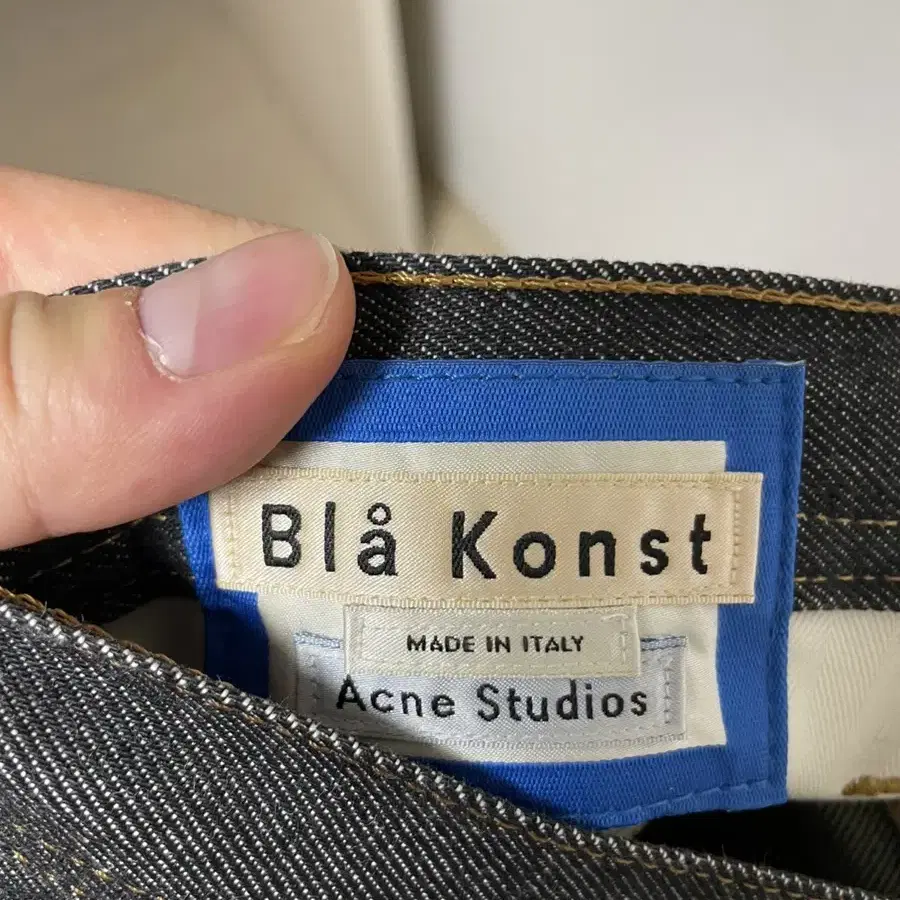 Blå Konst
MADE IN ITALY
Acne Studios